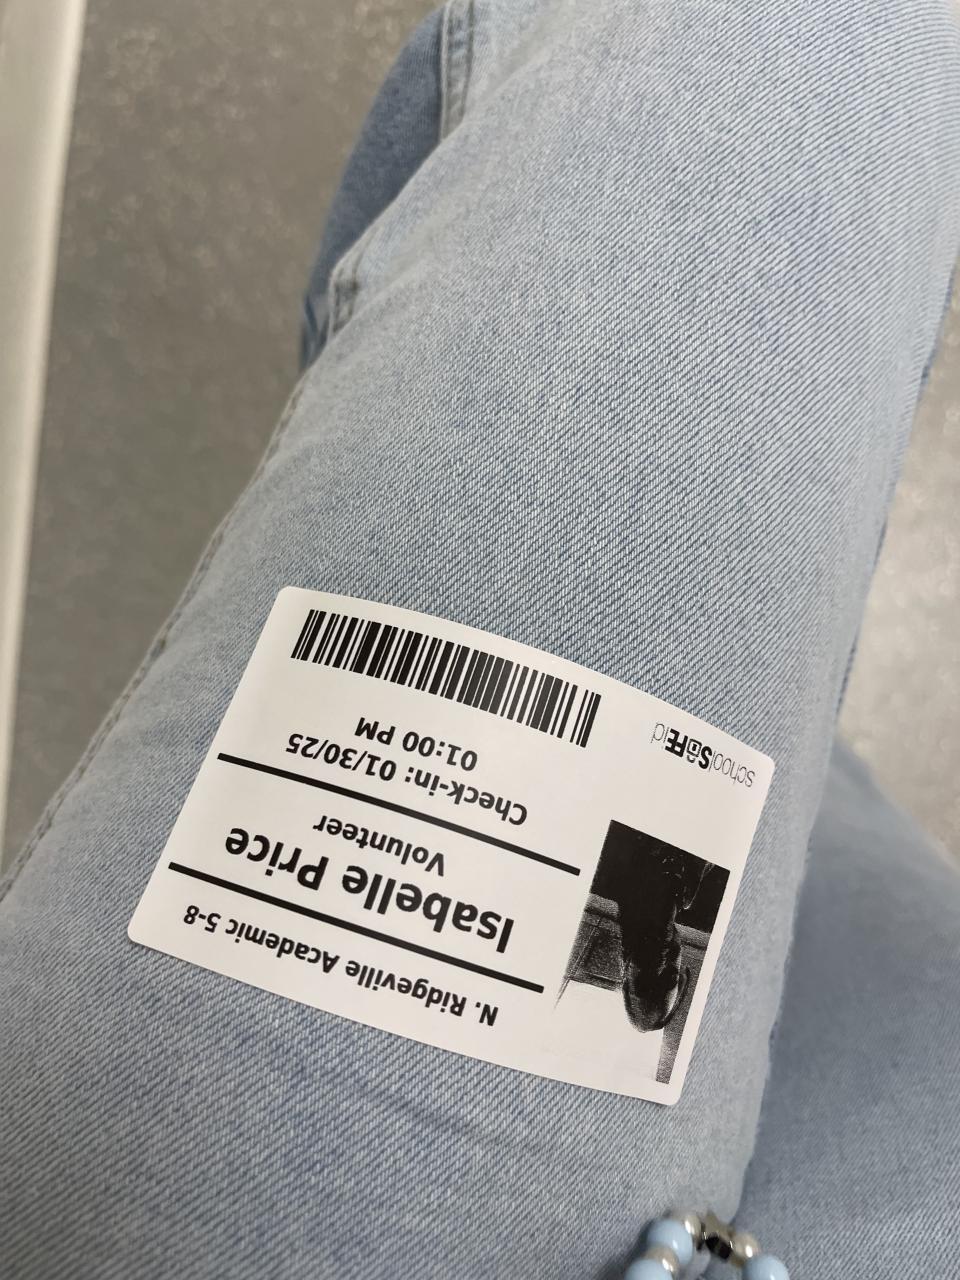 N. Ridgeville Academic 5-8
Isabelle Price
Volunteer
Check-in: 01/30/25
01:00 PM
schoolSAFEid